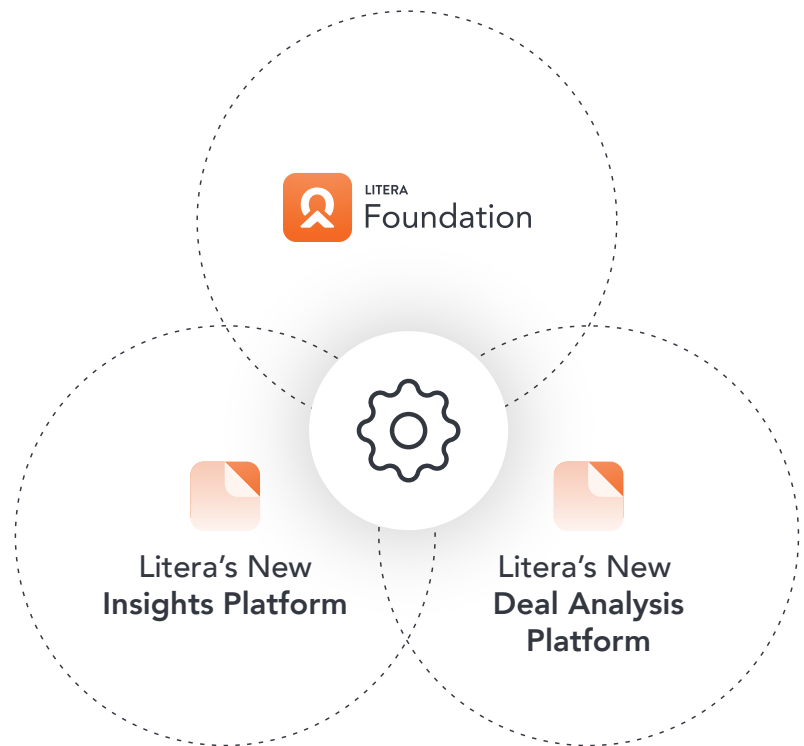 LITERA
Foundation
Litera’s New
Insights Platform
Litera’s New
Deal Analysis
Platform